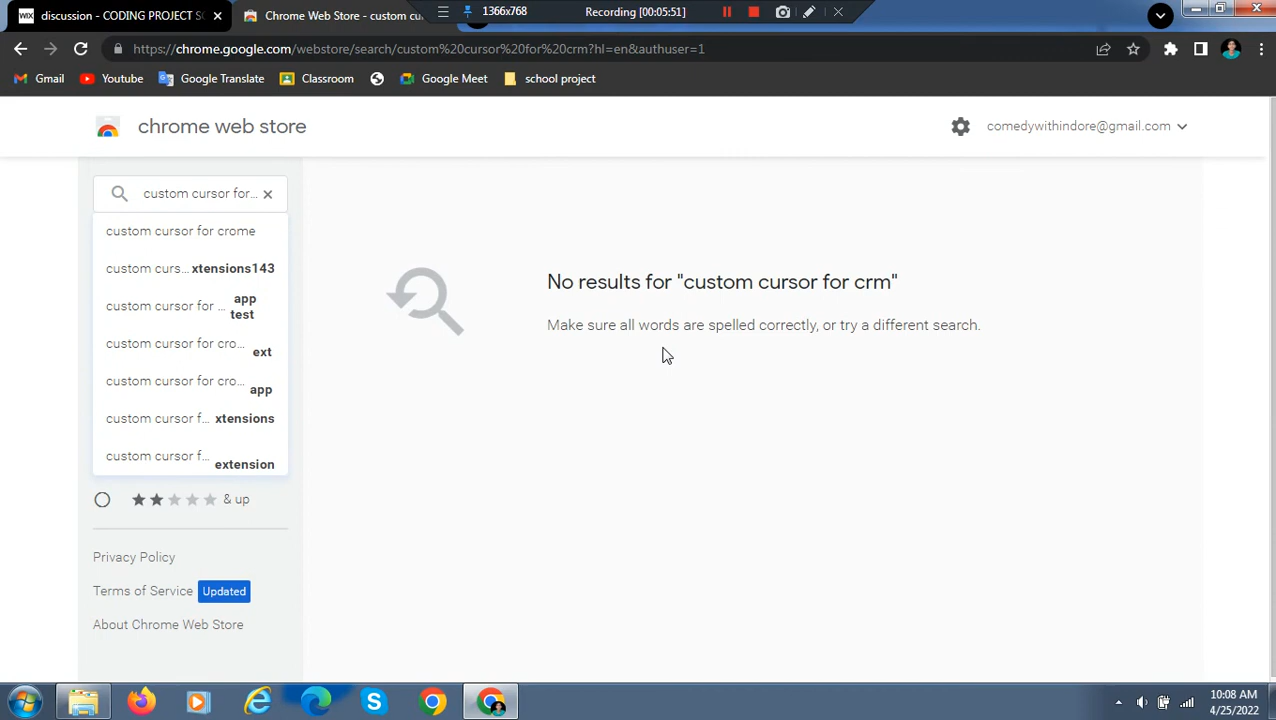 1366x768
Recording [00:05:51]
discussion - CODING PROJECT SO
Chrome Web Store - custom cu
https://chrome.google.com/webstore/search/custom%20cursor%20for%20crm?hl=en&authuser=1
Gmail
Youtube
Google Translate
Classroom
Google Meet
school project
chrome web store
comedywithindore@gmail.com
custom cursor for...
custom cursor for crome
custom curs... xtensions143
custom cursor for ... app test
custom cursor for cro... ext
custom cursor for cro... app
custom cursor f... xtensions
custom cursor f... extension
& up
Privacy Policy
Terms of Service Updated
About Chrome Web Store
No results for "custom cursor for crm"
Make sure all words are spelled correctly, or try a different search.
10:08 AM
4/25/2022